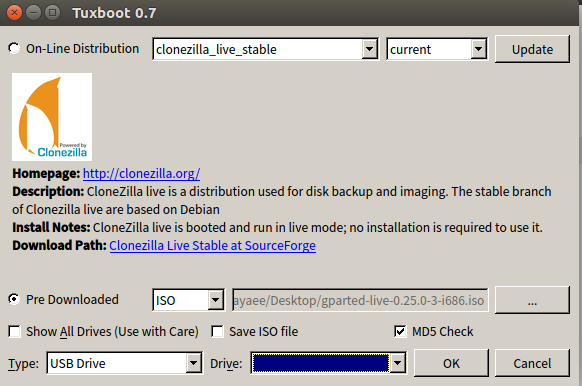 Tuxboot 0.7
On-Line Distribution clonezilla_live_stable current Update
Powered by
Clonezilla
Homepage: http://clonezilla.org/
Description: CloneZilla live is a distribution used for disk backup and imaging. The stable branch
of Clonezilla live are based on Debian
Install Notes: CloneZilla live is booted and run in live mode; no installation is required to use it.
Download Path: Clonezilla Live Stable at SourceForge
Pre Downloaded ISO ayaee/Desktop/gparted-live-0.25.0-3-i686.iso ...
Show All Drives (Use with Care) Save ISO file MD5 Check
Type: USB Drive Drive: OK Cancel